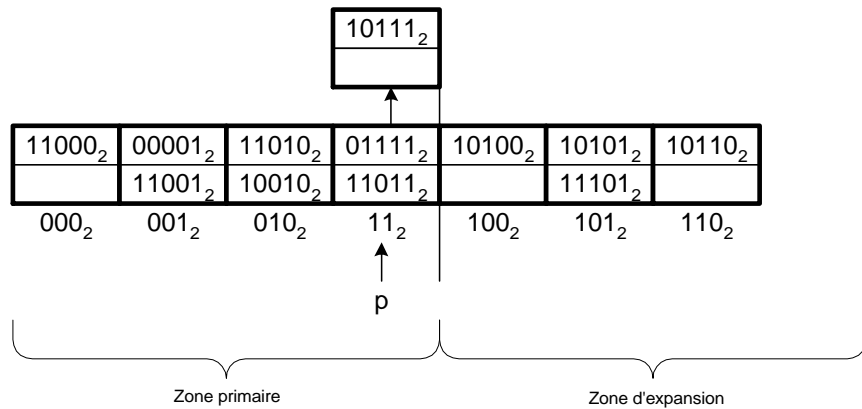 10111₂
11000₂ 00001₂ 11010₂ 01111₂ 10100₂ 10101₂ 10110₂
11001₂ 10010₂ 11011₂ 11101₂
000₂ 001₂ 010₂ 11₂ 100₂ 101₂ 110₂
p
Zone primaire Zone d'expansion